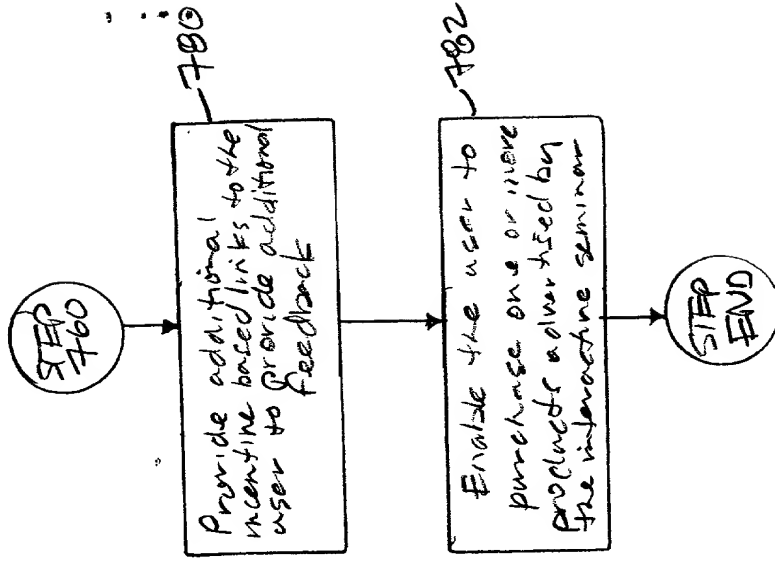 STEP
760
780
Provide additional
incentive based links to the
user to provide additional
feedback
782
Enable the user to
purchase one or more
products advertised by
the interactive seminar
STEP
END